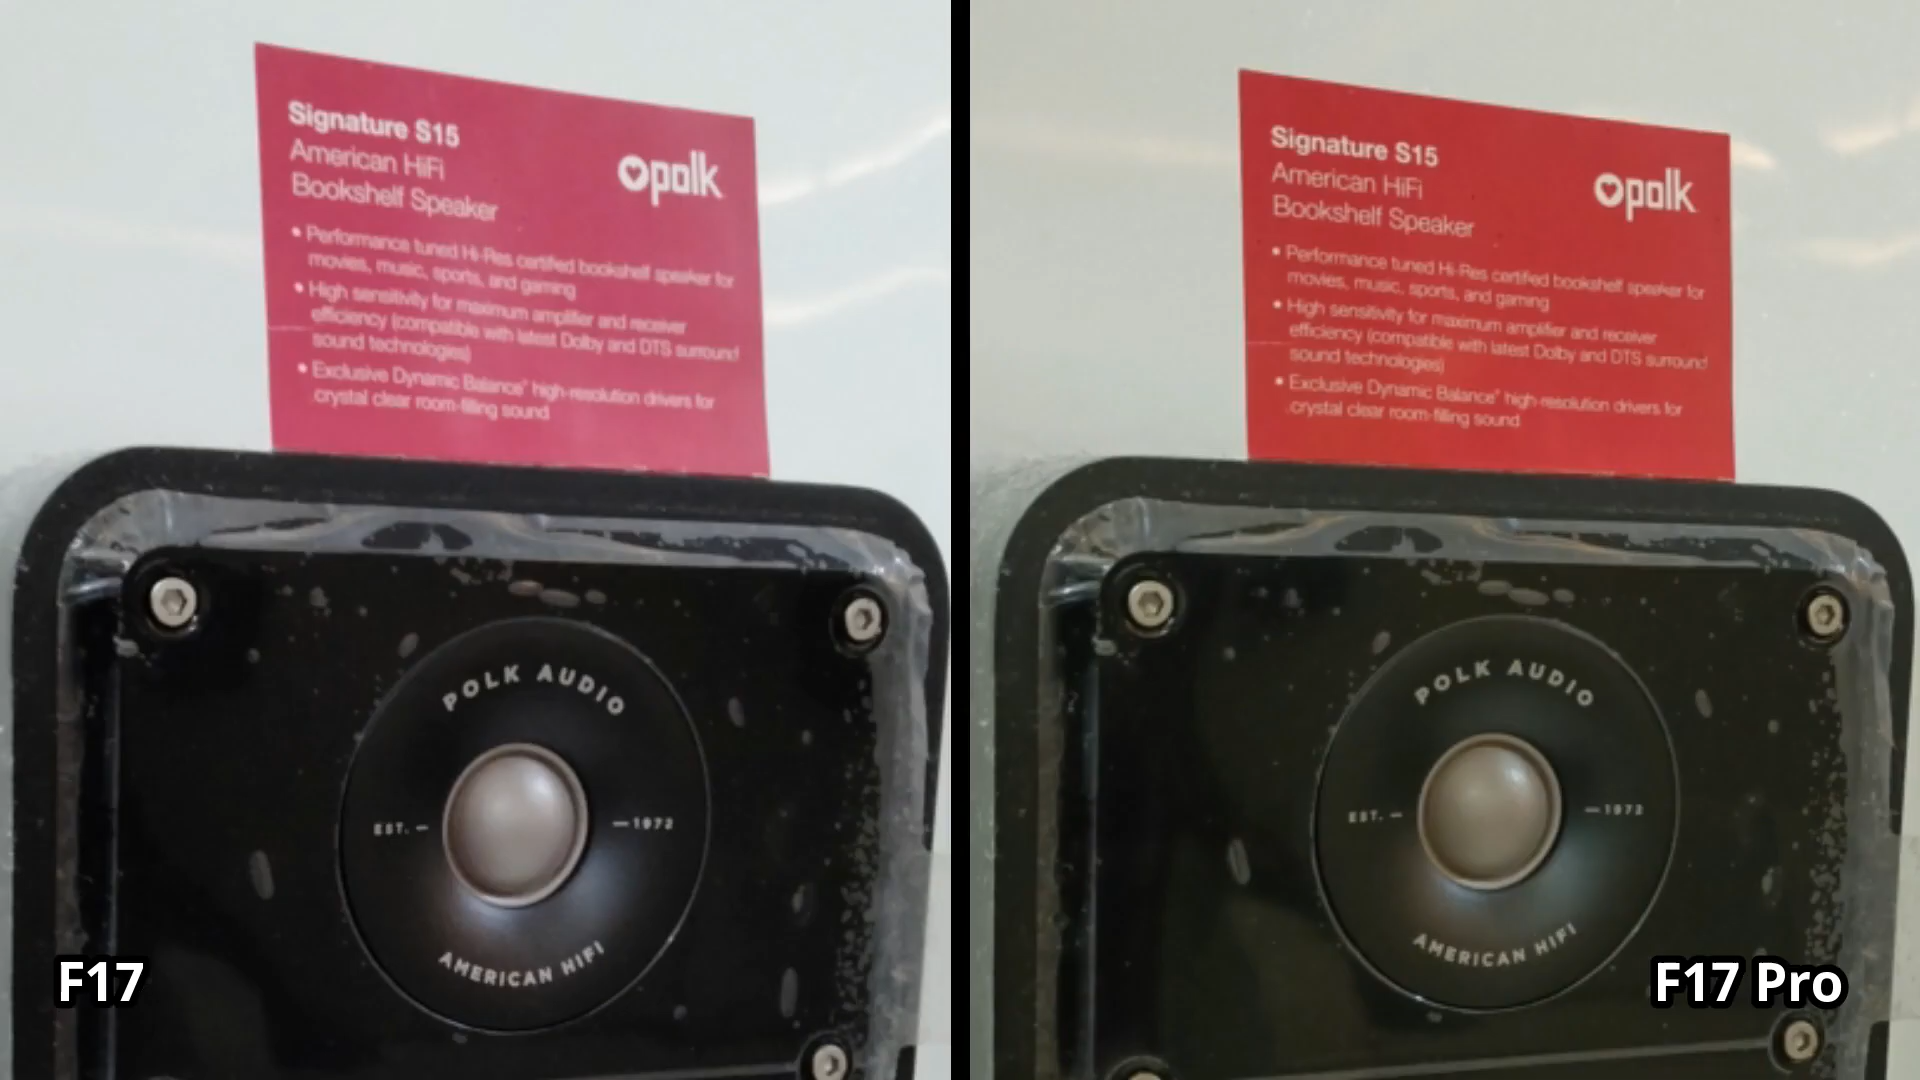 Signature S15
American HiFi
Bookshelf Speaker
polk
• Performance tuned Hi-Res certified bookshelf speaker for
movies, music, sports, and gaming
• High sensitivity for maximum amplifier and receiver
efficiency (compatible with latest Dolby and DTS surround
sound technologies)
• Exclusive Dynamic Balance® high-resolution drivers for
crystal clear room-filling sound
POLK AUDIO
EST. — — 1972
AMERICAN HIFI
F17
Signature S15
American HiFi
Bookshelf Speaker
polk
• Performance tuned Hi-Res certified bookshelf speaker for
movies, music, sports, and gaming
• High sensitivity for maximum amplifier and receiver
efficiency (compatible with latest Dolby and DTS surround
sound technologies)
• Exclusive Dynamic Balance® high-resolution drivers for
crystal clear room-filling sound
POLK AUDIO
EST. — — 1972
AMERICAN HIFI
F17 Pro